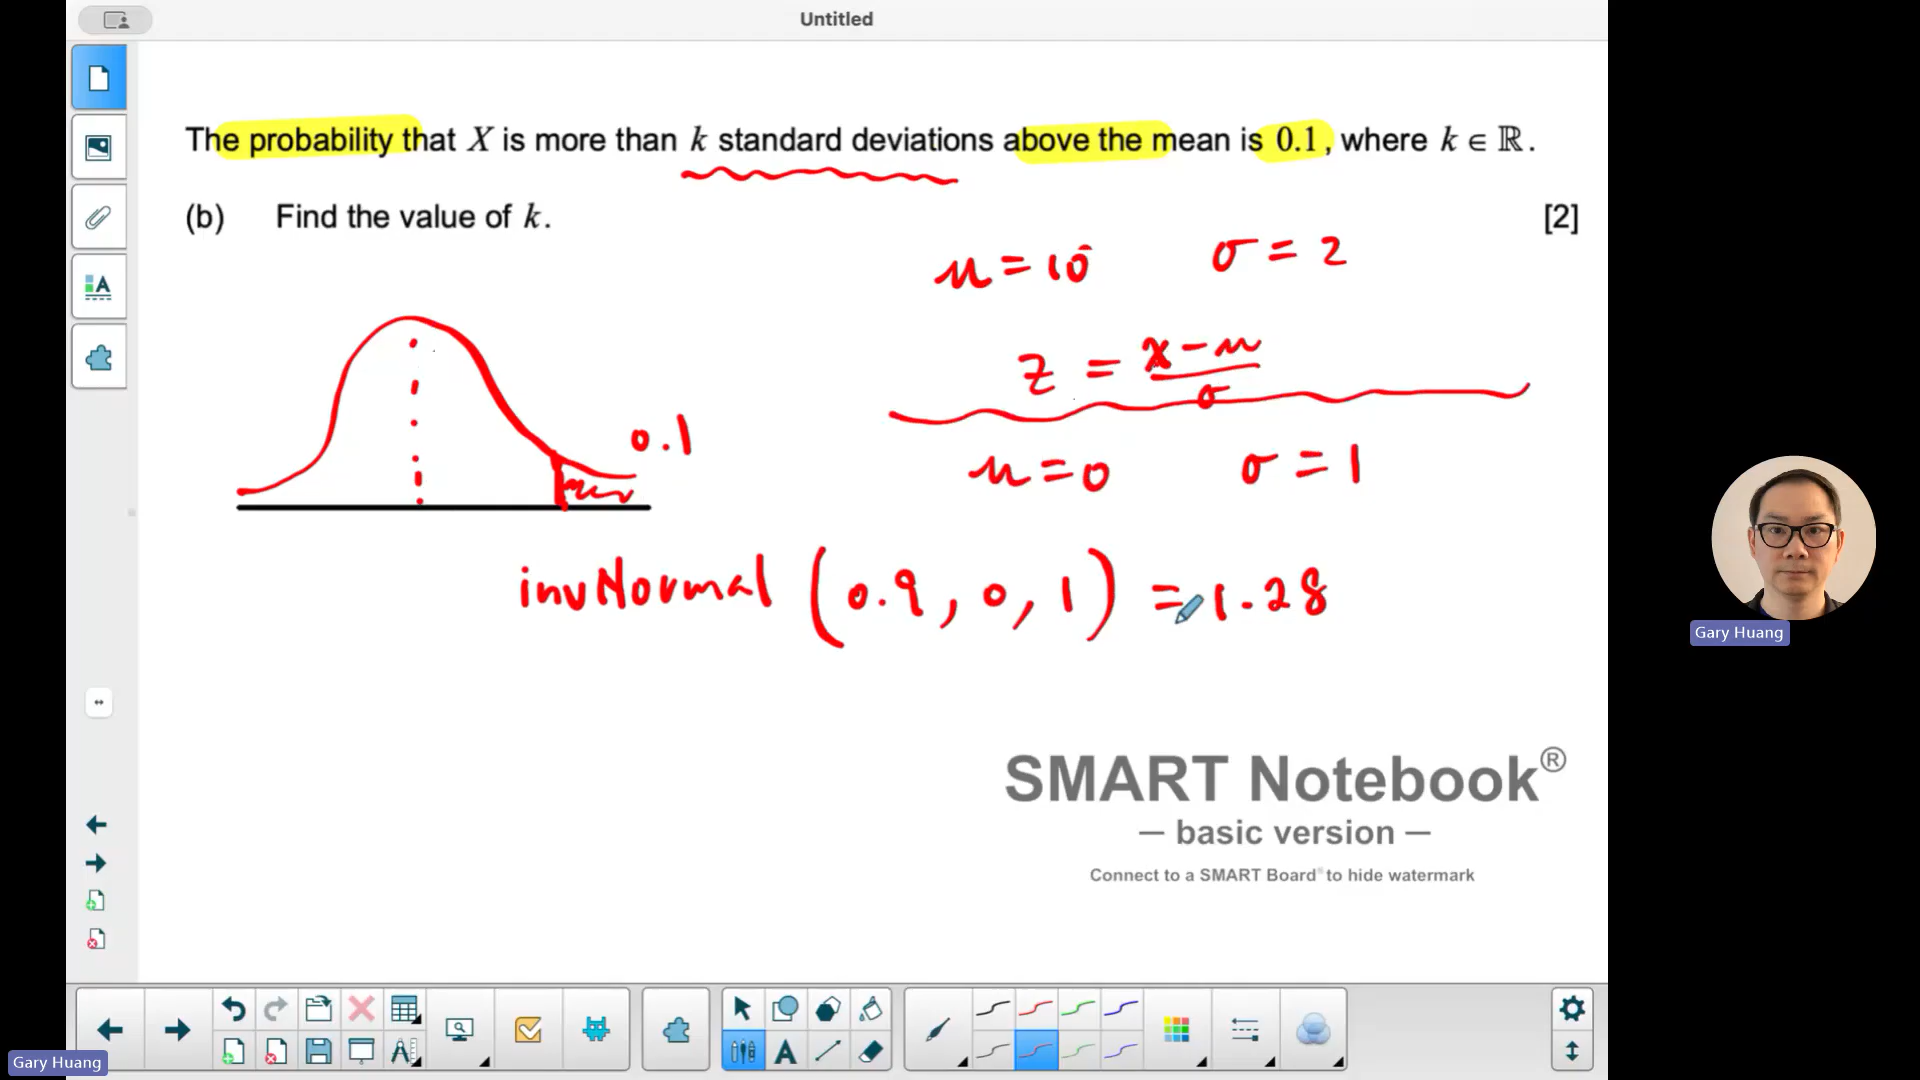 Untitled
The probability that X is more than k standard deviations above the mean is 0.1, where k ∈ ℝ.
(b) Find the value of k. [2]
μ = 10 σ = 2
z = (x − μ)/σ
0.1
μ = 0 σ = 1
invNormal (0.9, 0, 1) = 1.28
Gary Huang
SMART Notebook®
— basic version —
Connect to a SMART Board® to hide watermark
Gary Huang